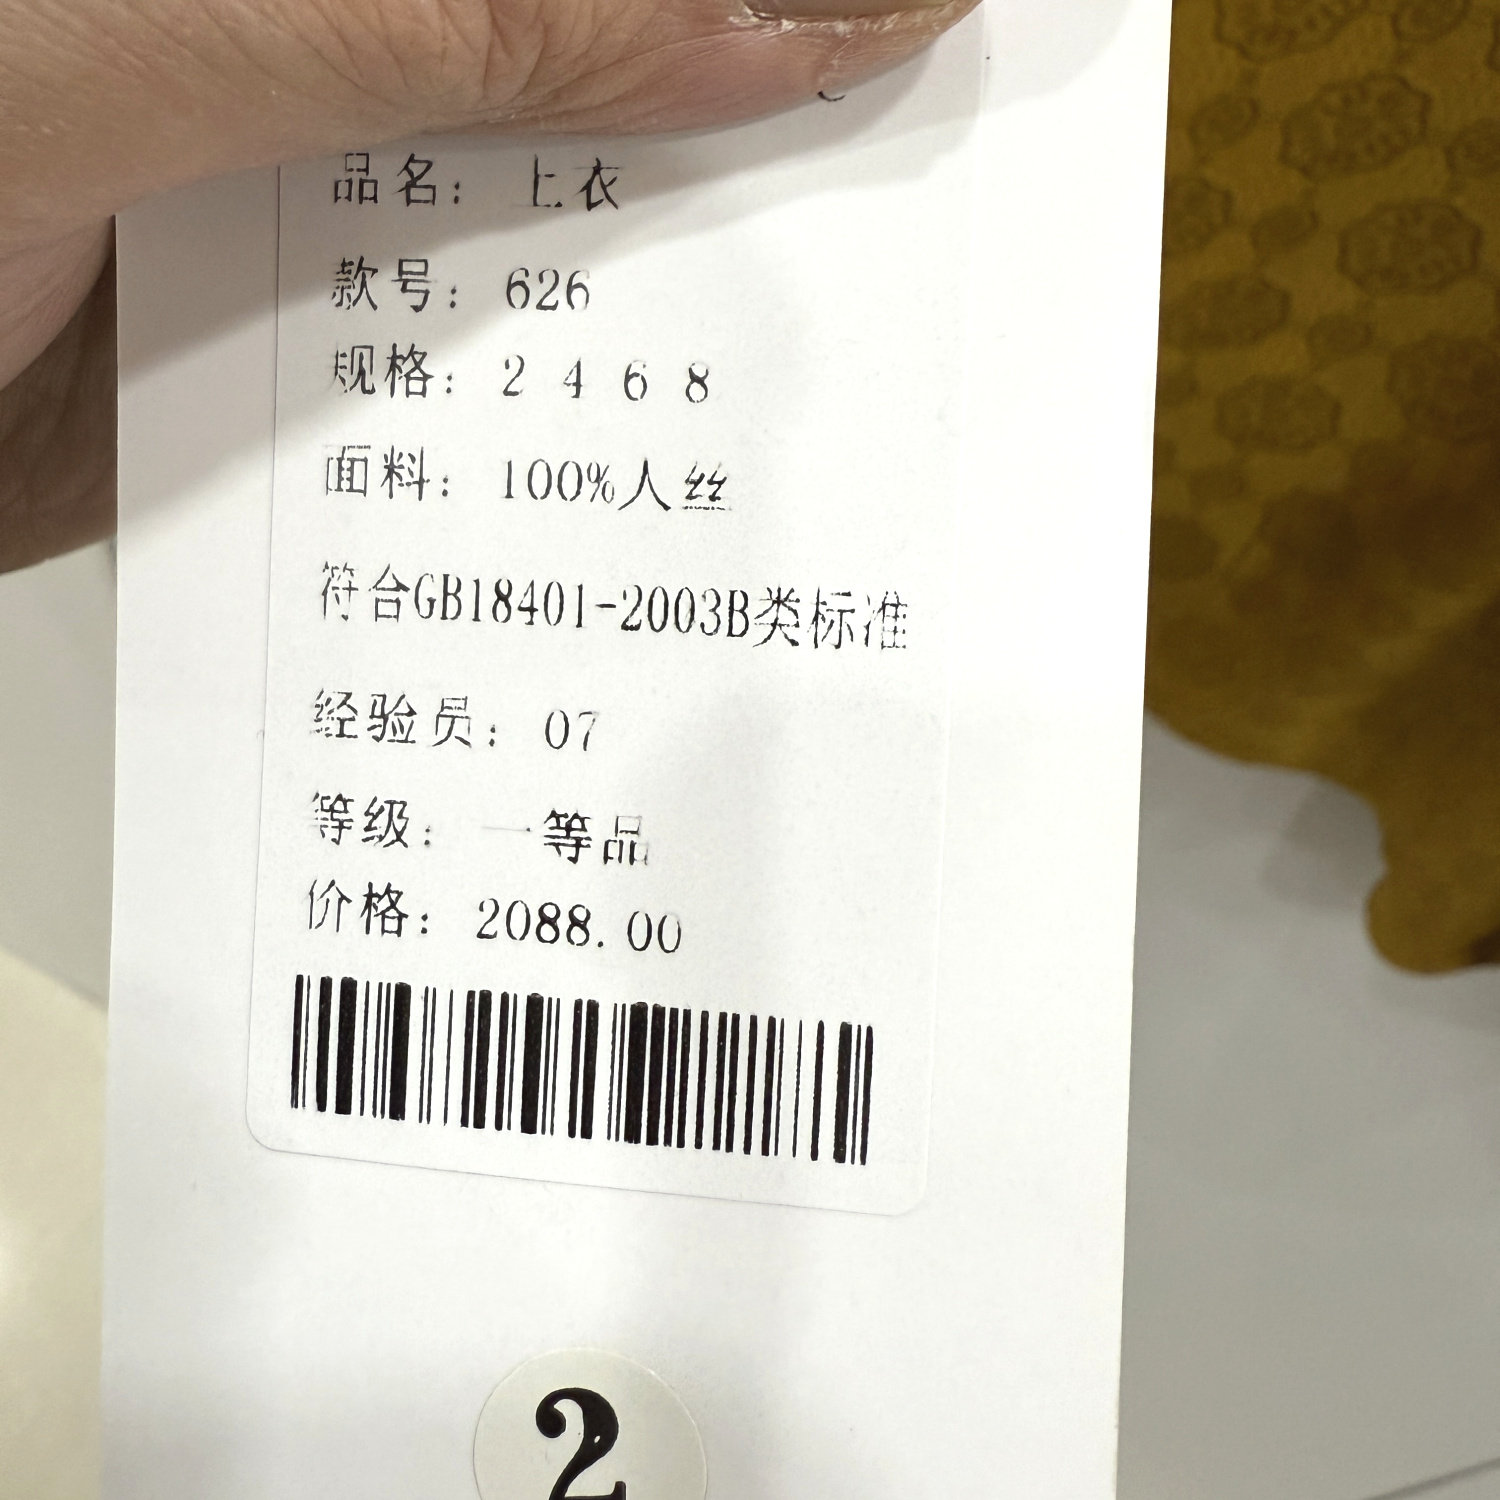 品名：上衣
款号：626
规格：2 4 6 8
面料：100%人丝
符合GB18401-2003B类标准
经验员：07
等级：一等品
价格：2088.00
2